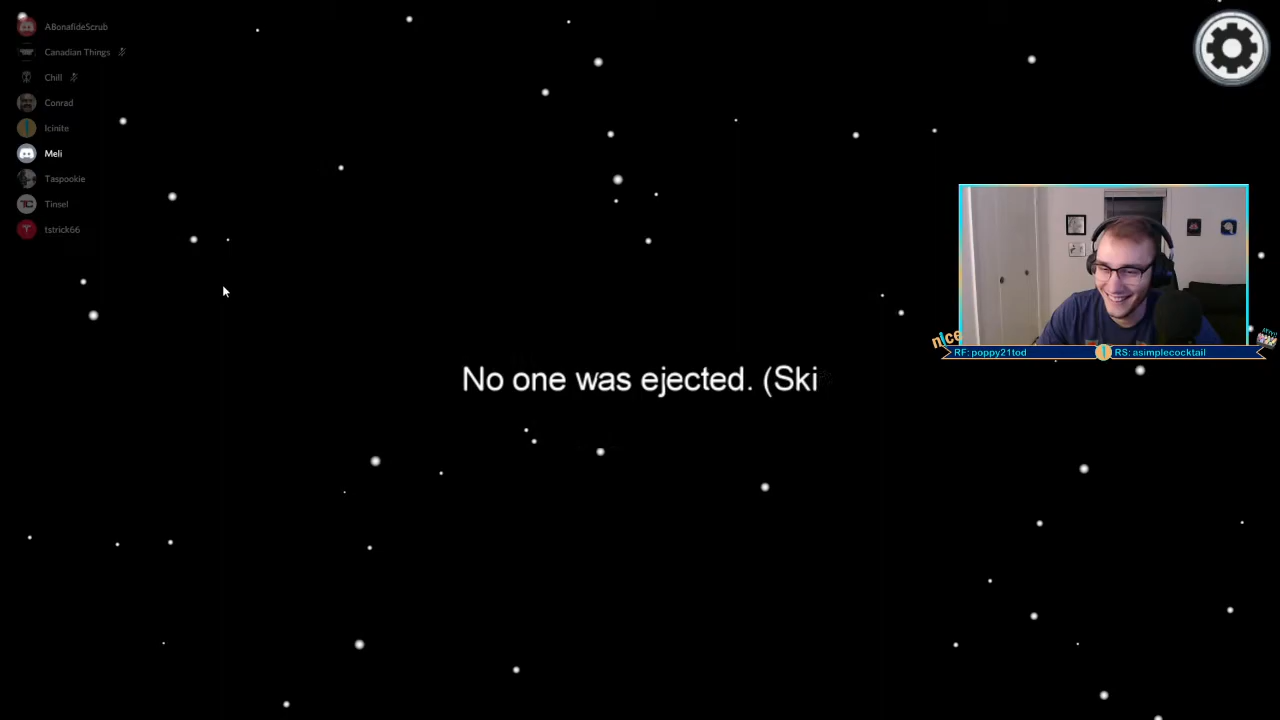 ABonafideScrub
Canadian Things
Chill
Conrad
Icinite
Meli
Taspookie
Tinsel
tstrick66
nice
RF: poppy21tod
RS: asimplecocktail
No one was ejected. (Ski